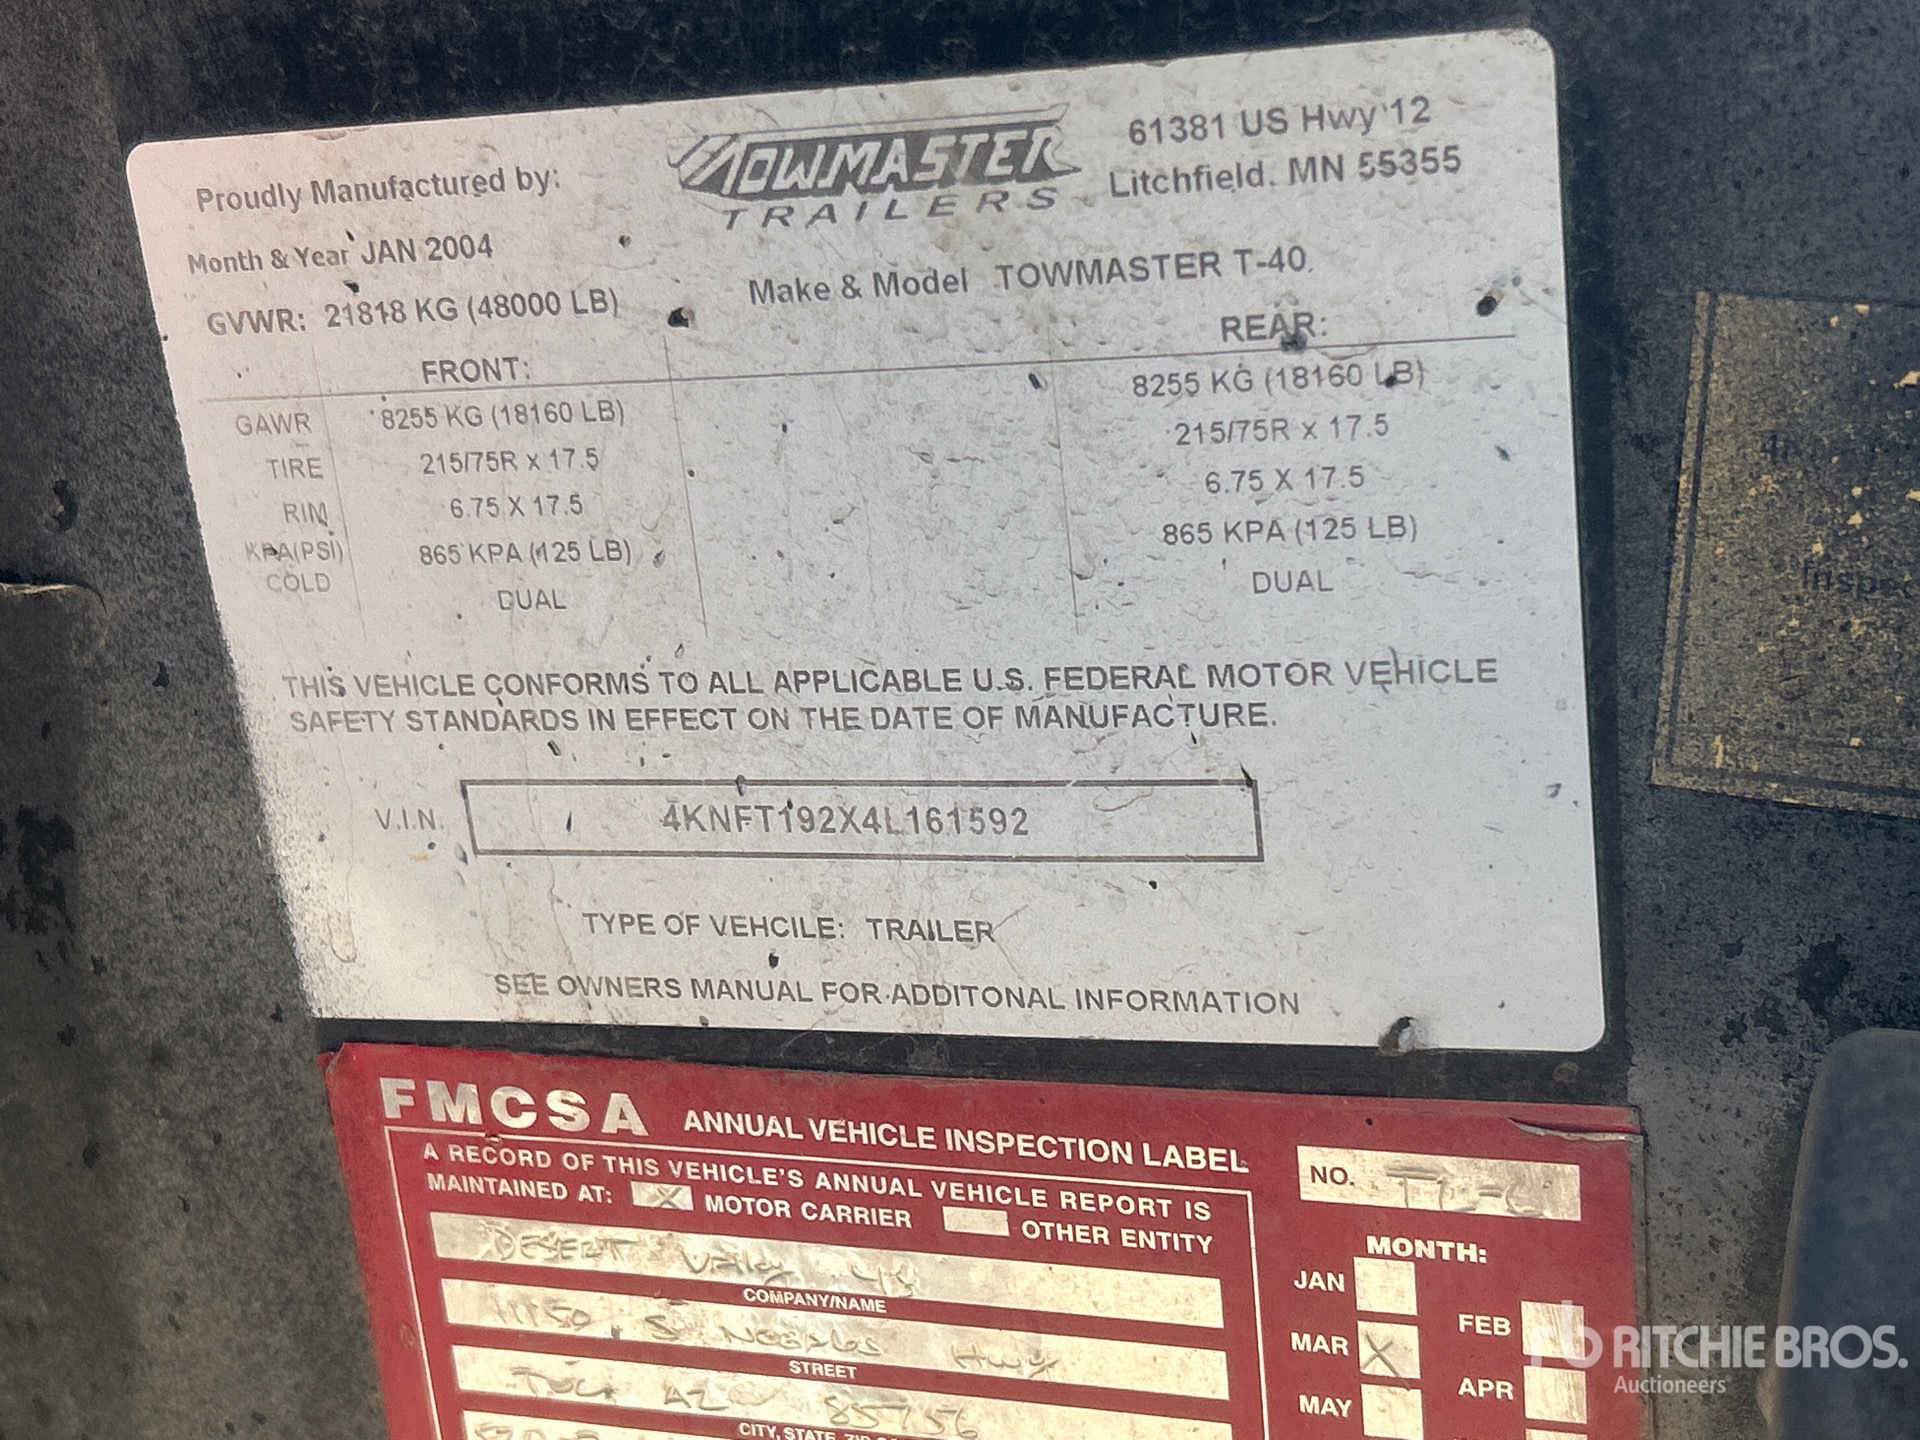 Proudly Manufactured by:
TOWMASTER
TRAILERS
61381 US Hwy 12
Litchfield. MN 55355
Month & Year JAN 2004
Make & Model TOWMASTER T-40
GVWR: 21818 KG (48000 LB)
FRONT: REAR:
GAWR 8255 KG (18160 LB) 8255 KG (18160 LB)
TIRE 215/75R x 17.5 215/75R x 17.5
RIM 6.75 X 17.5 6.75 X 17.5
KPA(PSI) 865 KPA (125 LB) 865 KPA (125 LB)
COLD DUAL DUAL
THIS VEHICLE CONFORMS TO ALL APPLICABLE U.S. FEDERAL MOTOR VEHICLE
SAFETY STANDARDS IN EFFECT ON THE DATE OF MANUFACTURE.
V.I.N. 4KNFT192X4L161592
TYPE OF VEHCILE: TRAILER
SEE OWNERS MANUAL FOR ADDITONAL INFORMATION
FMCSA ANNUAL VEHICLE INSPECTION LABEL
A RECORD OF THIS VEHICLE'S ANNUAL VEHICLE REPORT IS
MAINTAINED AT: X MOTOR CARRIER OTHER ENTITY
DESERT
COMPANY/NAME
S Nogales Hwy
STREET
AZ 85756
CITY, STATE,
NO.
MONTH:
JAN
FEB
MAR X
APR
MAY
RITCHIE BROS.
Auctioneers